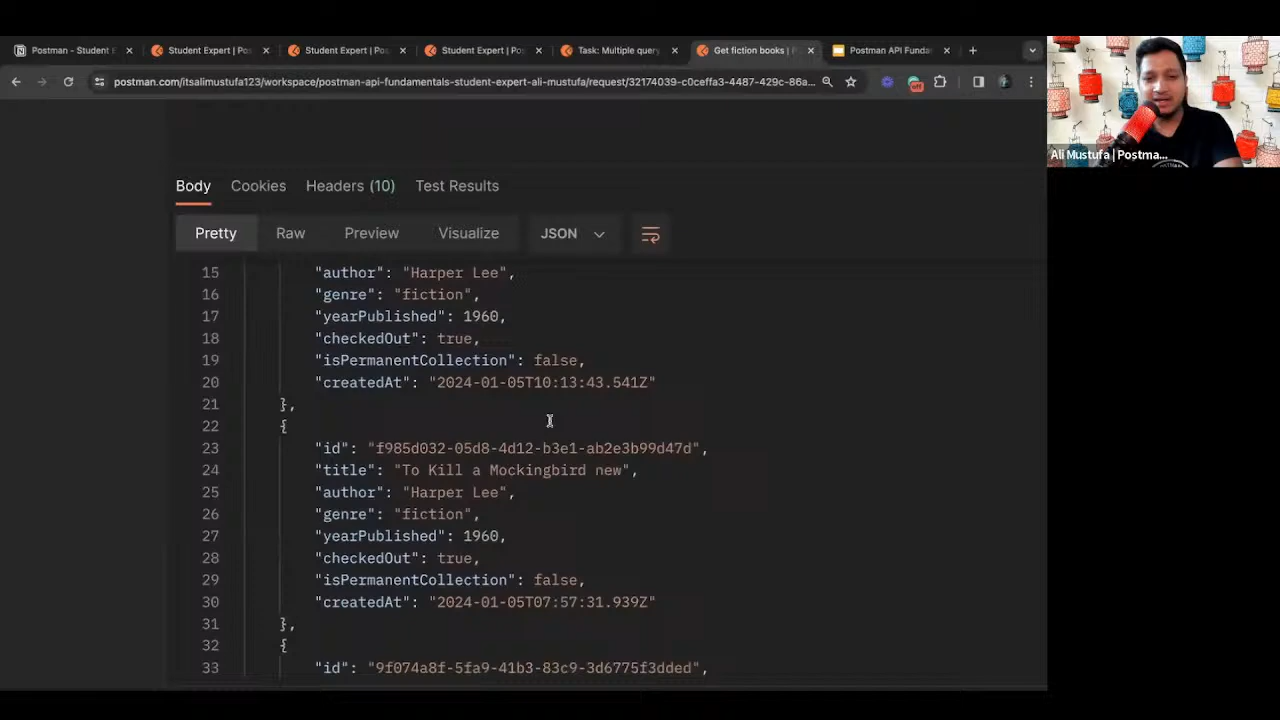 Postman - Student E
Student Expert | Pos
Student Expert | Pos
Student Expert | Pos
Task: Multiple query
Get fiction books | P
Postman API Funda
postman.com/itsalimustufa123/workspace/postman-api-fundamentals-student-expert-ali-mustufa/request/32174039-c0ceffa3-4487-429c-86a...
off
Ali Mustufa | Postma...
Body
Cookies
Headers (10)
Test Results
Pretty
Raw
Preview
Visualize
JSON
15 "author": "Harper Lee",
16 "genre": "fiction",
17 "yearPublished": 1960,
18 "checkedOut": true,
19 "isPermanentCollection": false,
20 "createdAt": "2024-01-05T10:13:43.541Z"
21 },
22 {
23 "id": "f985d032-05d8-4d12-b3e1-ab2e3b99d47d",
24 "title": "To Kill a Mockingbird new",
25 "author": "Harper Lee",
26 "genre": "fiction",
27 "yearPublished": 1960,
28 "checkedOut": true,
29 "isPermanentCollection": false,
30 "createdAt": "2024-01-05T07:57:31.939Z"
31 },
32 {
33 "id": "9f074a8f-5fa9-41b3-83c9-3d6775f3dded",